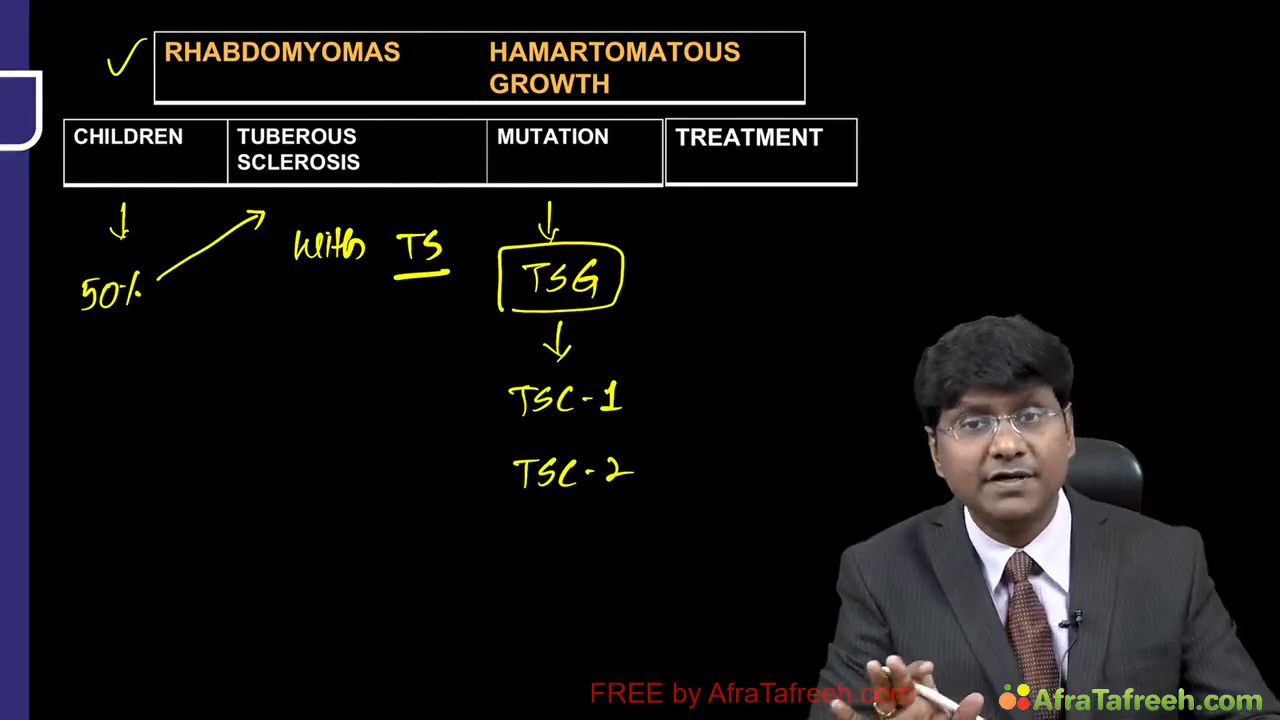 RHABDOMYOMAS HAMARTOMATOUS
GROWTH
CHILDREN TUBEROUS SCLEROSIS MUTATION TREATMENT
50% with TS TSG
TSC-1
TSC-2
FREE by AfraTafreeh.com
AfraTafreeh.com